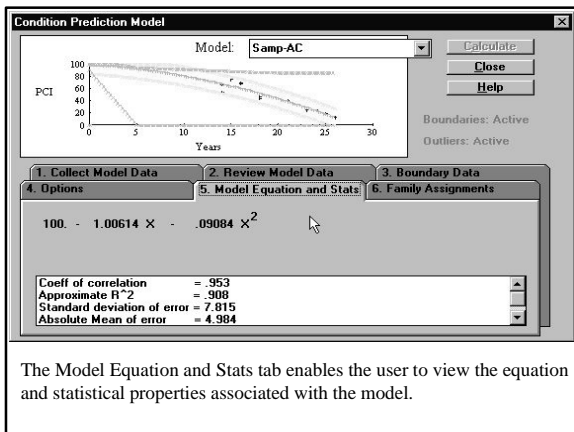 Condition Prediction Model
Model: Samp-AC
Calculate
Close
Help
PCI
100
80
60
40
20
0
0 5 10 15 20 25 30
Years
Boundaries: Active
Outliers: Active
1. Collect Model Data 2. Review Model Data 3. Boundary Data
4. Options 5. Model Equation and Stats 6. Family Assignments
100. - 1.00614 X - .09084 X^2
Coeff of correlation = .953
Approximate R^2 = .908
Standard deviation of error = 7.815
Absolute Mean of error = 4.984
The Model Equation and Stats tab enables the user to view the equation
and statistical properties associated with the model.